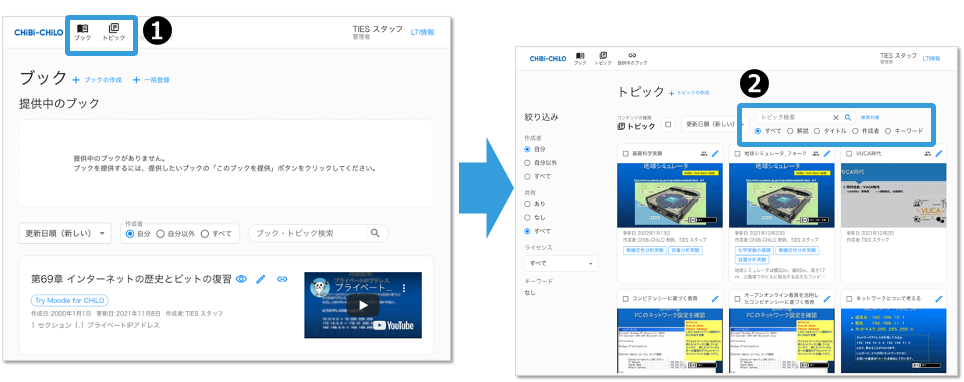 CHiBi-CHiLO
ブック
トピック
1
TIES スタッフ
管理者
LTI情報
ブック
+ ブックの作成
+ 一括登録
提供中のブック
提供中のブックがありません。
ブックを提供するには、提供したいブックの「このブックを提供」ボタンをクリックしてください。
更新日順（新しい）
作成者
自分
自分以外
すべて
ブック・トピック検索
第69章 インターネットの歴史とビットの復習
Try Moodle for CHiLO
作成日:2000年1月1日 更新日:2021年11月8日 作成者:TIES スタッフ
1 セクション 1.1 プライベートIPアドレス
プライベート...
YouTube
CHiBi-CHiLO
ブック
トピック
提供中のブック
TIES スタッフ
管理者
LTI情報
2
トピック
+ トピックの作成
絞り込み
作成者
自分
自分以外
すべて
共有
あり
なし
すべて
ライセンス
すべて
キーワード
なし
コンテンツの種類
トピック
更新日順（新しい）
トピック検索
検索対象
すべて
解説
タイトル
作成者
キーワード
基礎科学実験
地球シミュレータ
更新日:2022年1月13日
作成者:CHiBi-CHiLO 教師、TIES スタッフ
無機定性分析実験
容量分析実験
地球シミュレータ_フォーク
地球シミュレータ
更新日:2021年12月20日
作成者:CHiBi-CHiLO 教師、TIES スタッフ
化学実験の基礎
無機定性分析実験
容量分析実験
地球シミュレータは幅50m、奥65m、高さ17
m、三階建てのビルに相当する巨大なコンピ...
VUCA時代
VUCA時代
VUCA
更新日:2021年12月2日
作成者:TIES スタッフ
コンピテンシーに基づく教育
PCのネットワーク設定を確認
オープンオンライン教育を活用し
たコンピテンシーに基づく教育
PCのネットワーク設定を確認
ネットワークについて考える